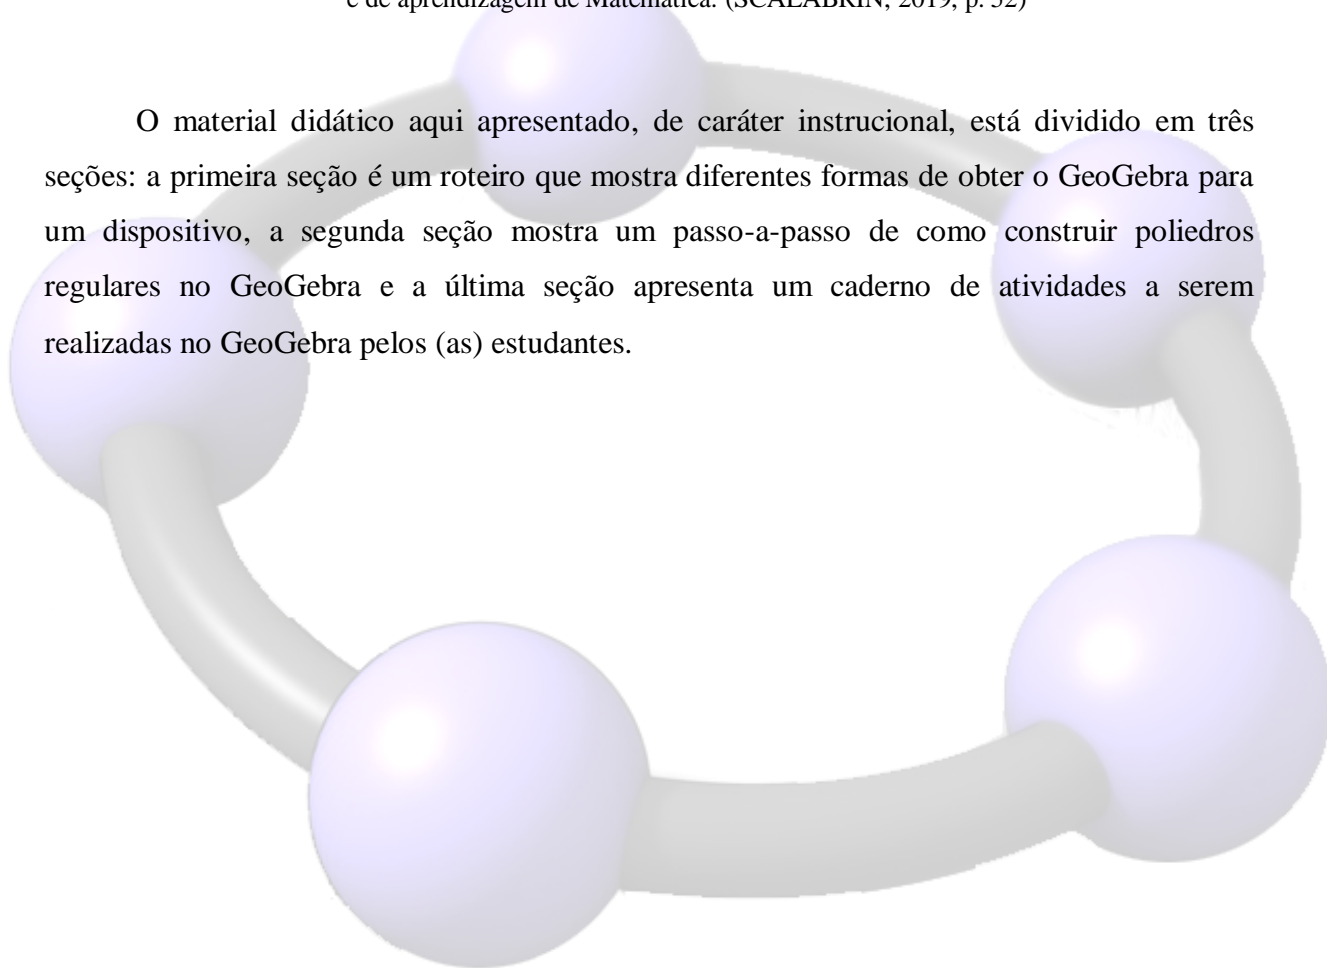 e de aprendizagem de Matemática. (SCALABRIN, 2019, p. 52)
O material didático aqui apresentado, de caráter instrucional, está dividido em três
seções: a primeira seção é um roteiro que mostra diferentes formas de obter o GeoGebra para
um dispositivo, a segunda seção mostra um passo-a-passo de como construir poliedros
regulares no GeoGebra e a última seção apresenta um caderno de atividades a serem
realizadas no GeoGebra pelos (as) estudantes.